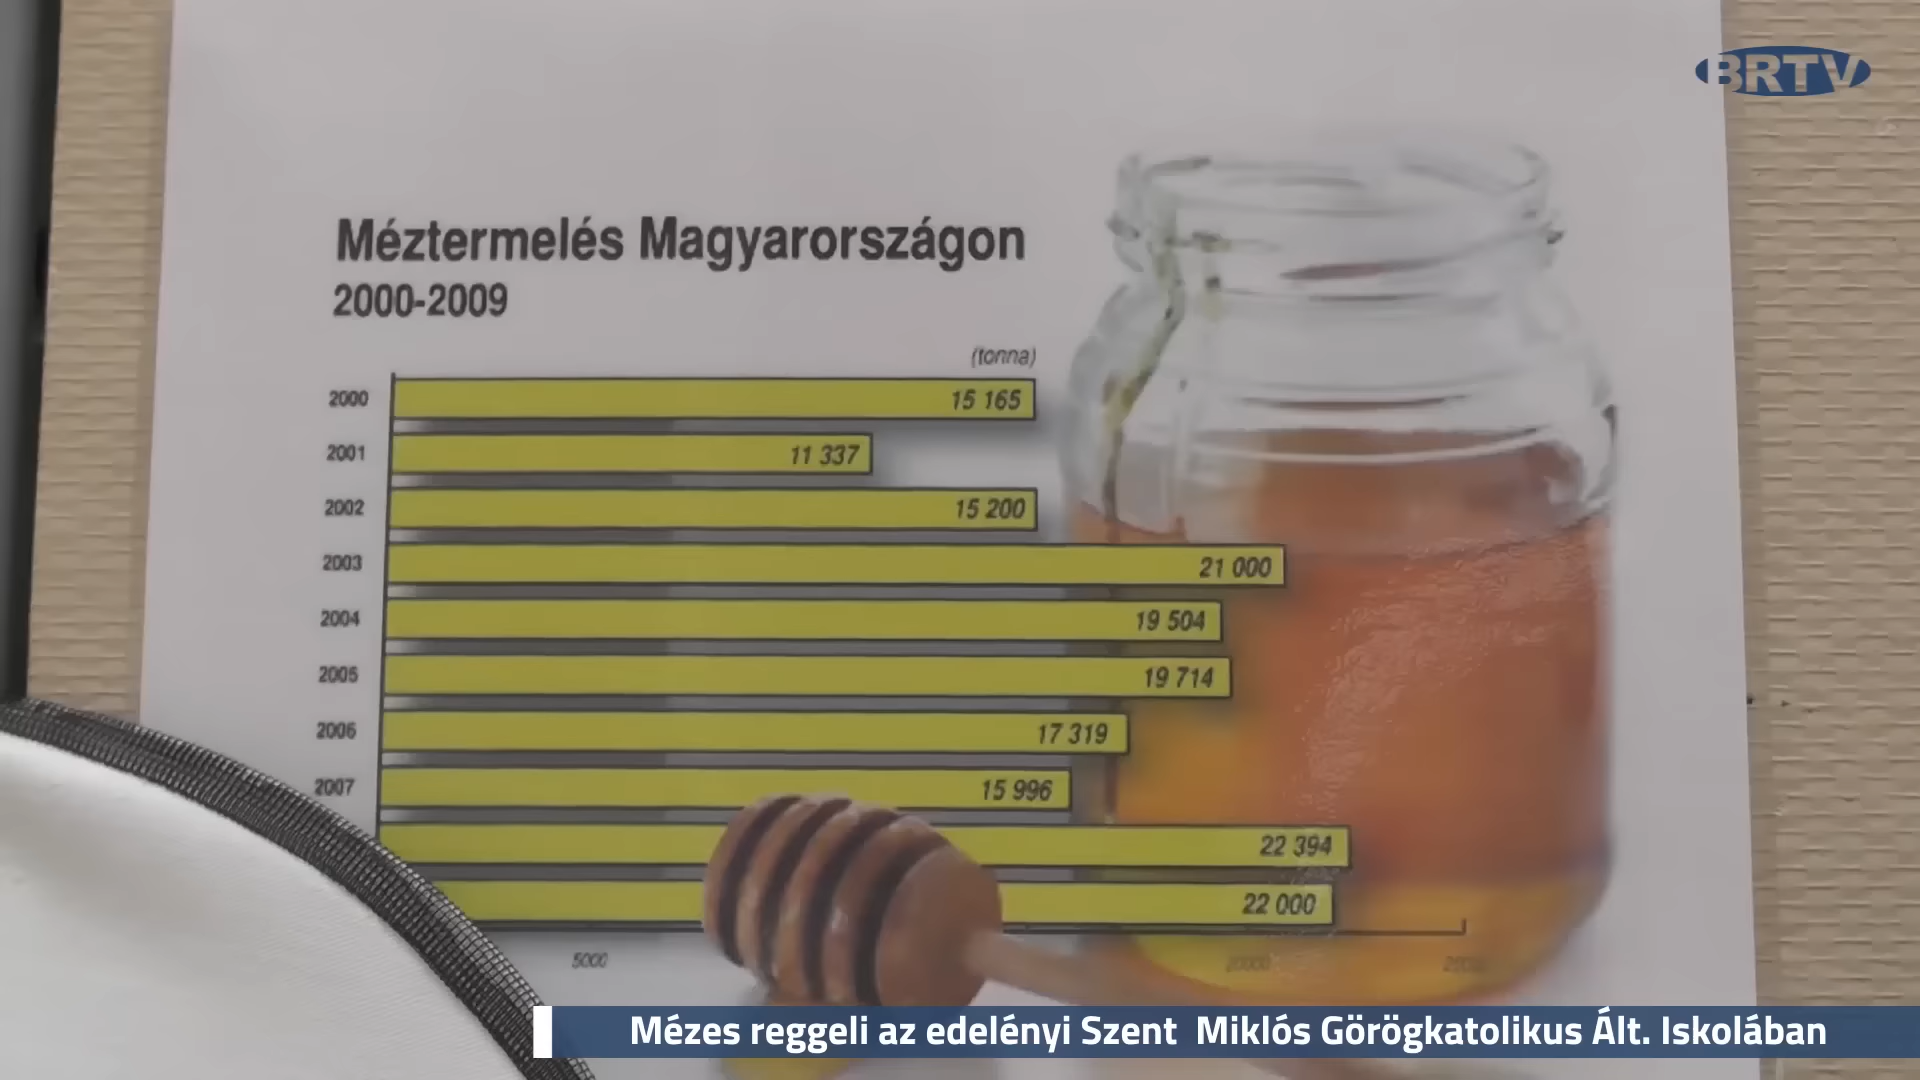 BRTV
Méztermelés Magyarországon
2000-2009
(tonna)
2000 15 165
2001 11 337
2002 15 200
2003 21 000
2004 19 504
2005 19 714
2006 17 319
2007 15 996
22 394
22 000
5000 20000
Mézes reggeli az edelényi Szent Miklós Görögkatolikus Ált. Iskolában